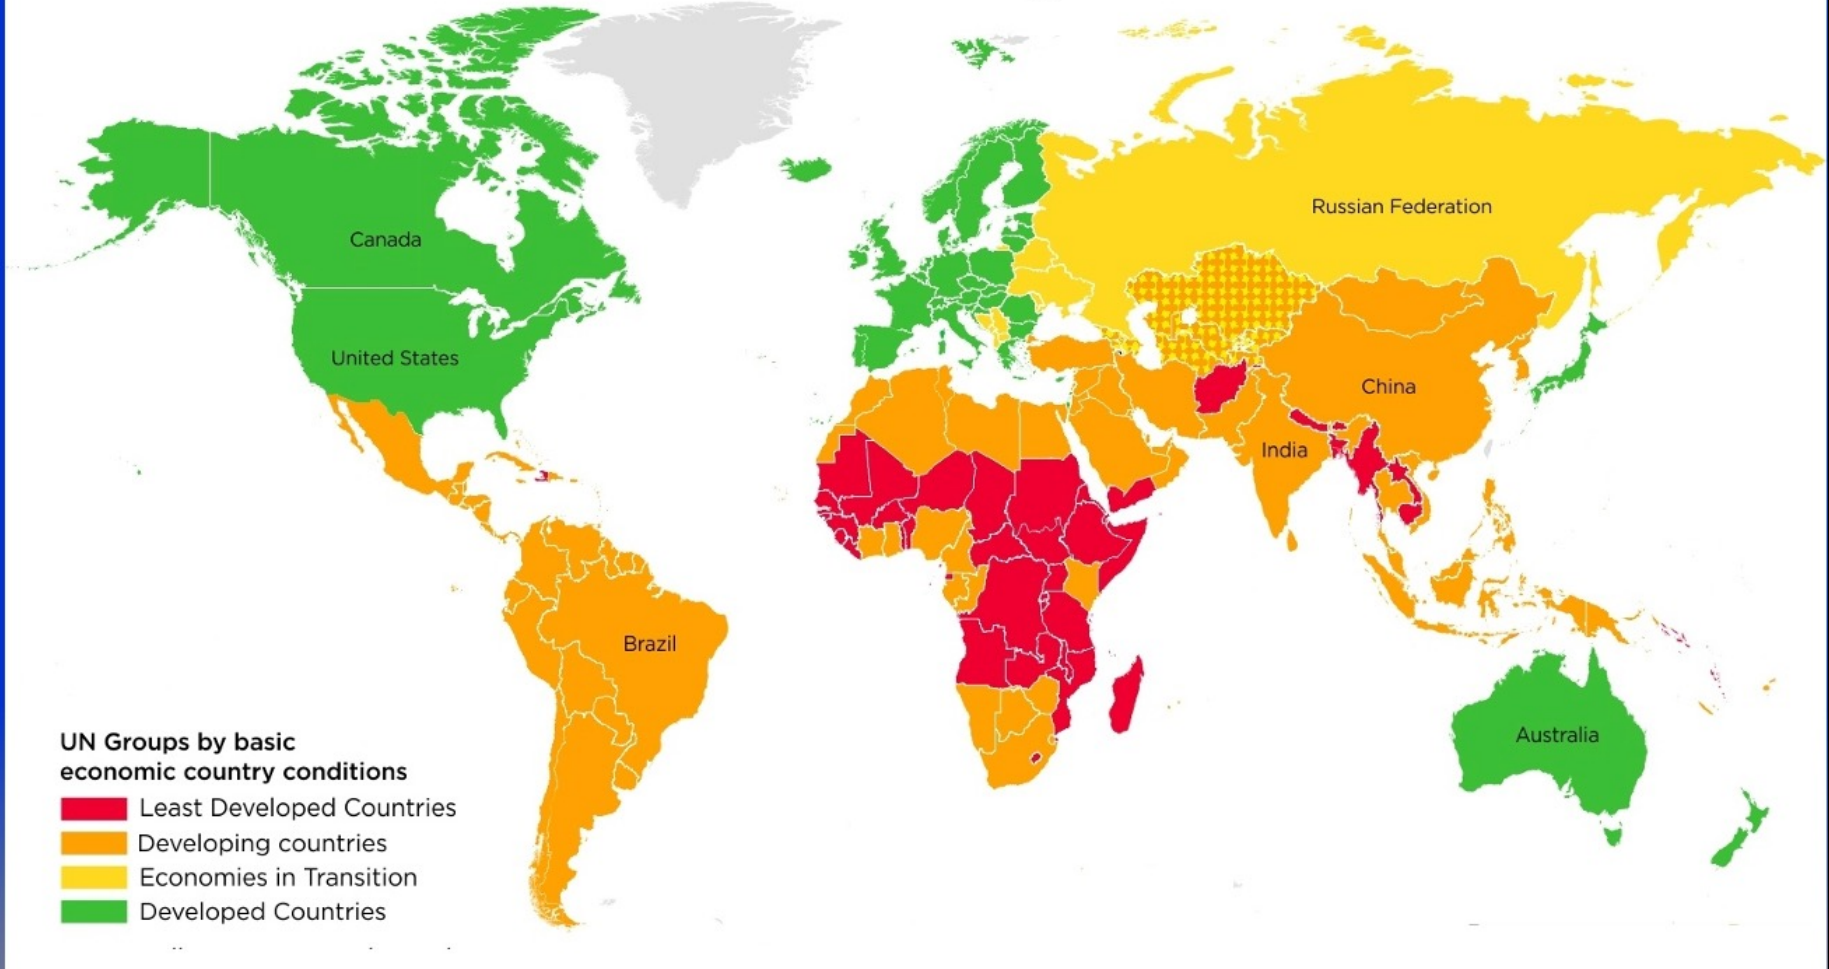 Russian Federation
Canada
United States
China
India
Brazil
Australia
UN Groups by basic
economic country conditions
Least Developed Countries
Developing countries
Economies in Transition
Developed Countries